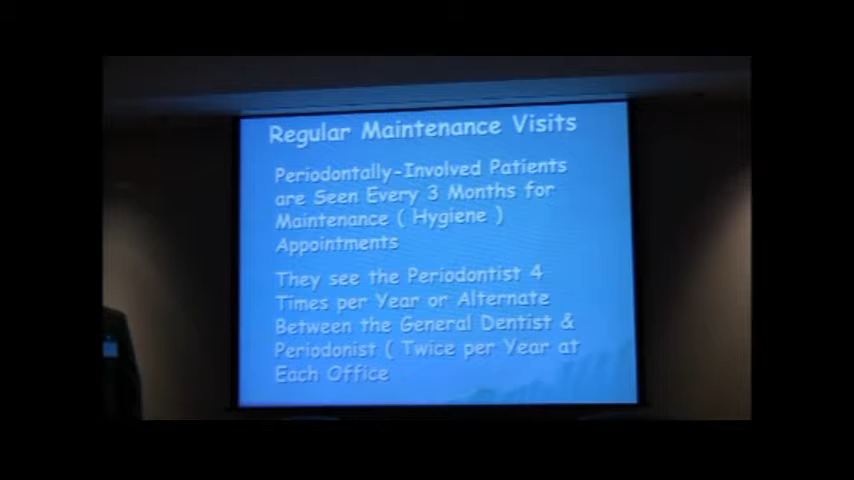 Regular Maintenance Visits
Periodontally-Involved Patients
are Seen Every 3 Months for
Maintenance ( Hygiene )
Appointments
They see the Periodontist 4
Times per Year or Alternate
Between the General Dentist &
Periodonist ( Twice per Year at
Each Office